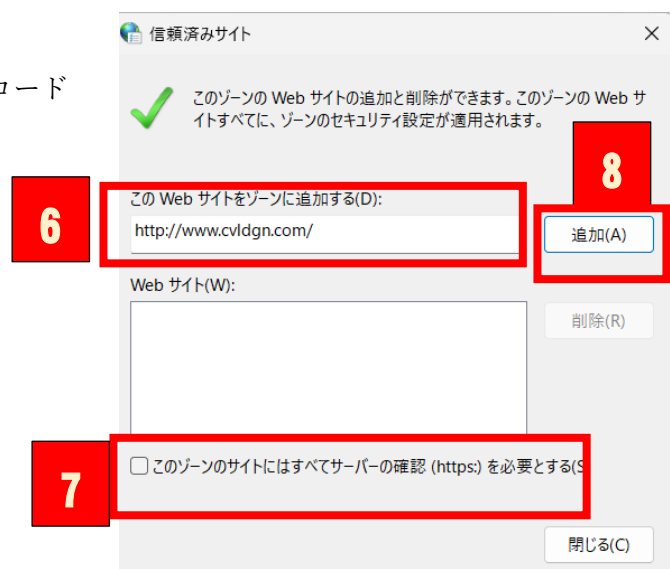 信頼済みサイト
ロード
このゾーンの Web サイトの追加と削除ができます。このゾーンの Web サ
イトすべてに、ゾーンのセキュリティ設定が適用されます。
8
6
この Web サイトをゾーンに追加する(D):
http://www.cvldgn.com/
追加(A)
Web サイト(W):
削除(R)
7
このゾーンのサイトにはすべてサーバーの確認 (https:) を必要とする(S
閉じる(C)